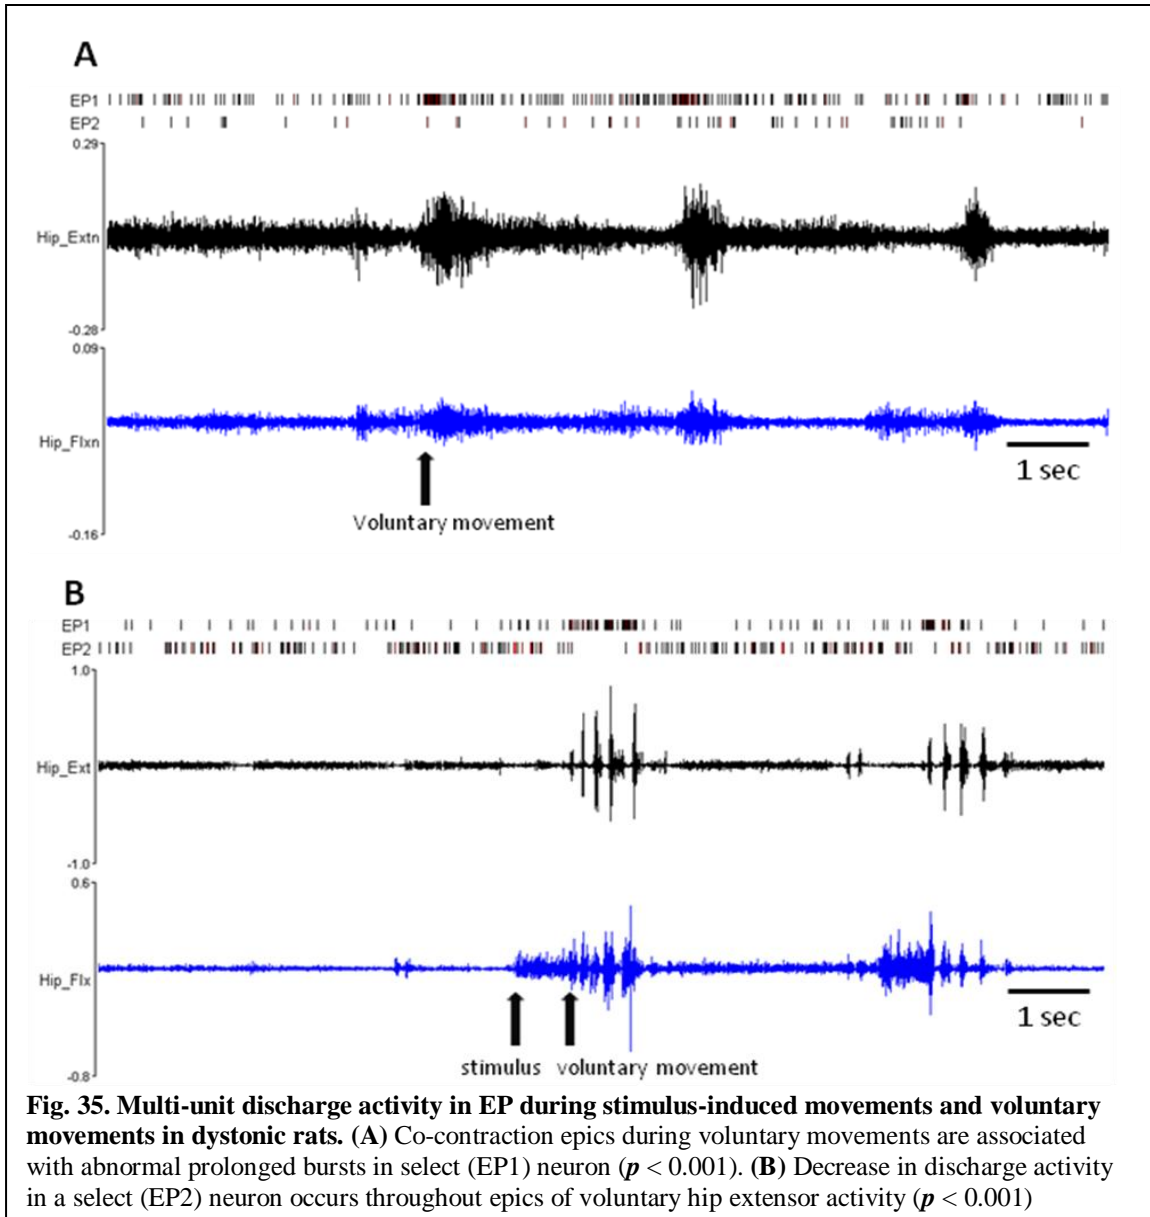 A
EP1
EP2
0.29
Hip_Extn
-0.28
0.09
Hip_Flxn
1 sec
Voluntary movement
-0.16
B
EP1
EP2
1.0
Hip_Ext
-1.0
0.6
Hip_Flx
1 sec
stimulus voluntary movement
-0.8
Fig. 35. Multi-unit discharge activity in EP during stimulus-induced movements and voluntary
movements in dystonic rats. (A) Co-contraction epics during voluntary movements are associated
with abnormal prolonged bursts in select (EP1) neuron (p < 0.001). (B) Decrease in discharge activity
in a select (EP2) neuron occurs throughout epics of voluntary hip extensor activity (p < 0.001)